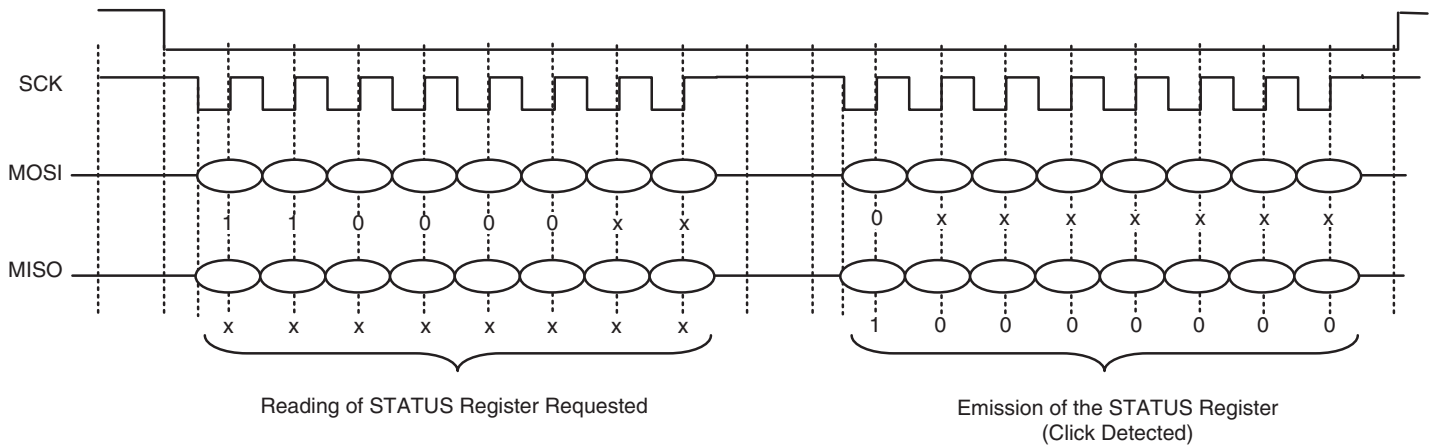 SCK
MOSI
1 1 0 0 0 0 x x 0 x x x x x x x
MISO
x x x x x x x x 1 0 0 0 0 0 0 0
Reading of STATUS Register Requested
Emission of the STATUS Register
(Click Detected)